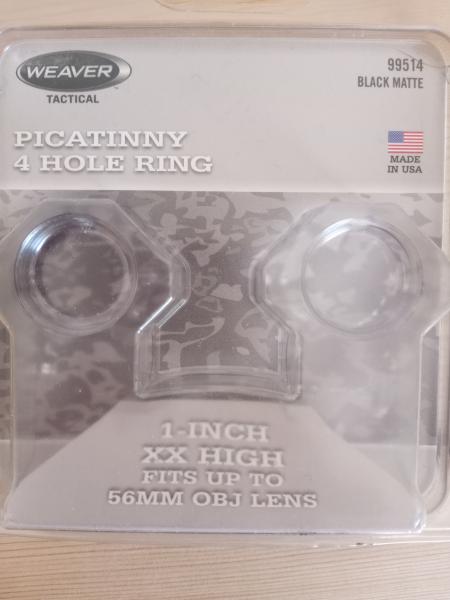 WEAVER
TACTICAL
99514
BLACK MATTE
PICATINNY
4 HOLE RING
MADE
IN USA
1-INCH
XX HIGH
FITS UP TO
56MM OBJ LENS